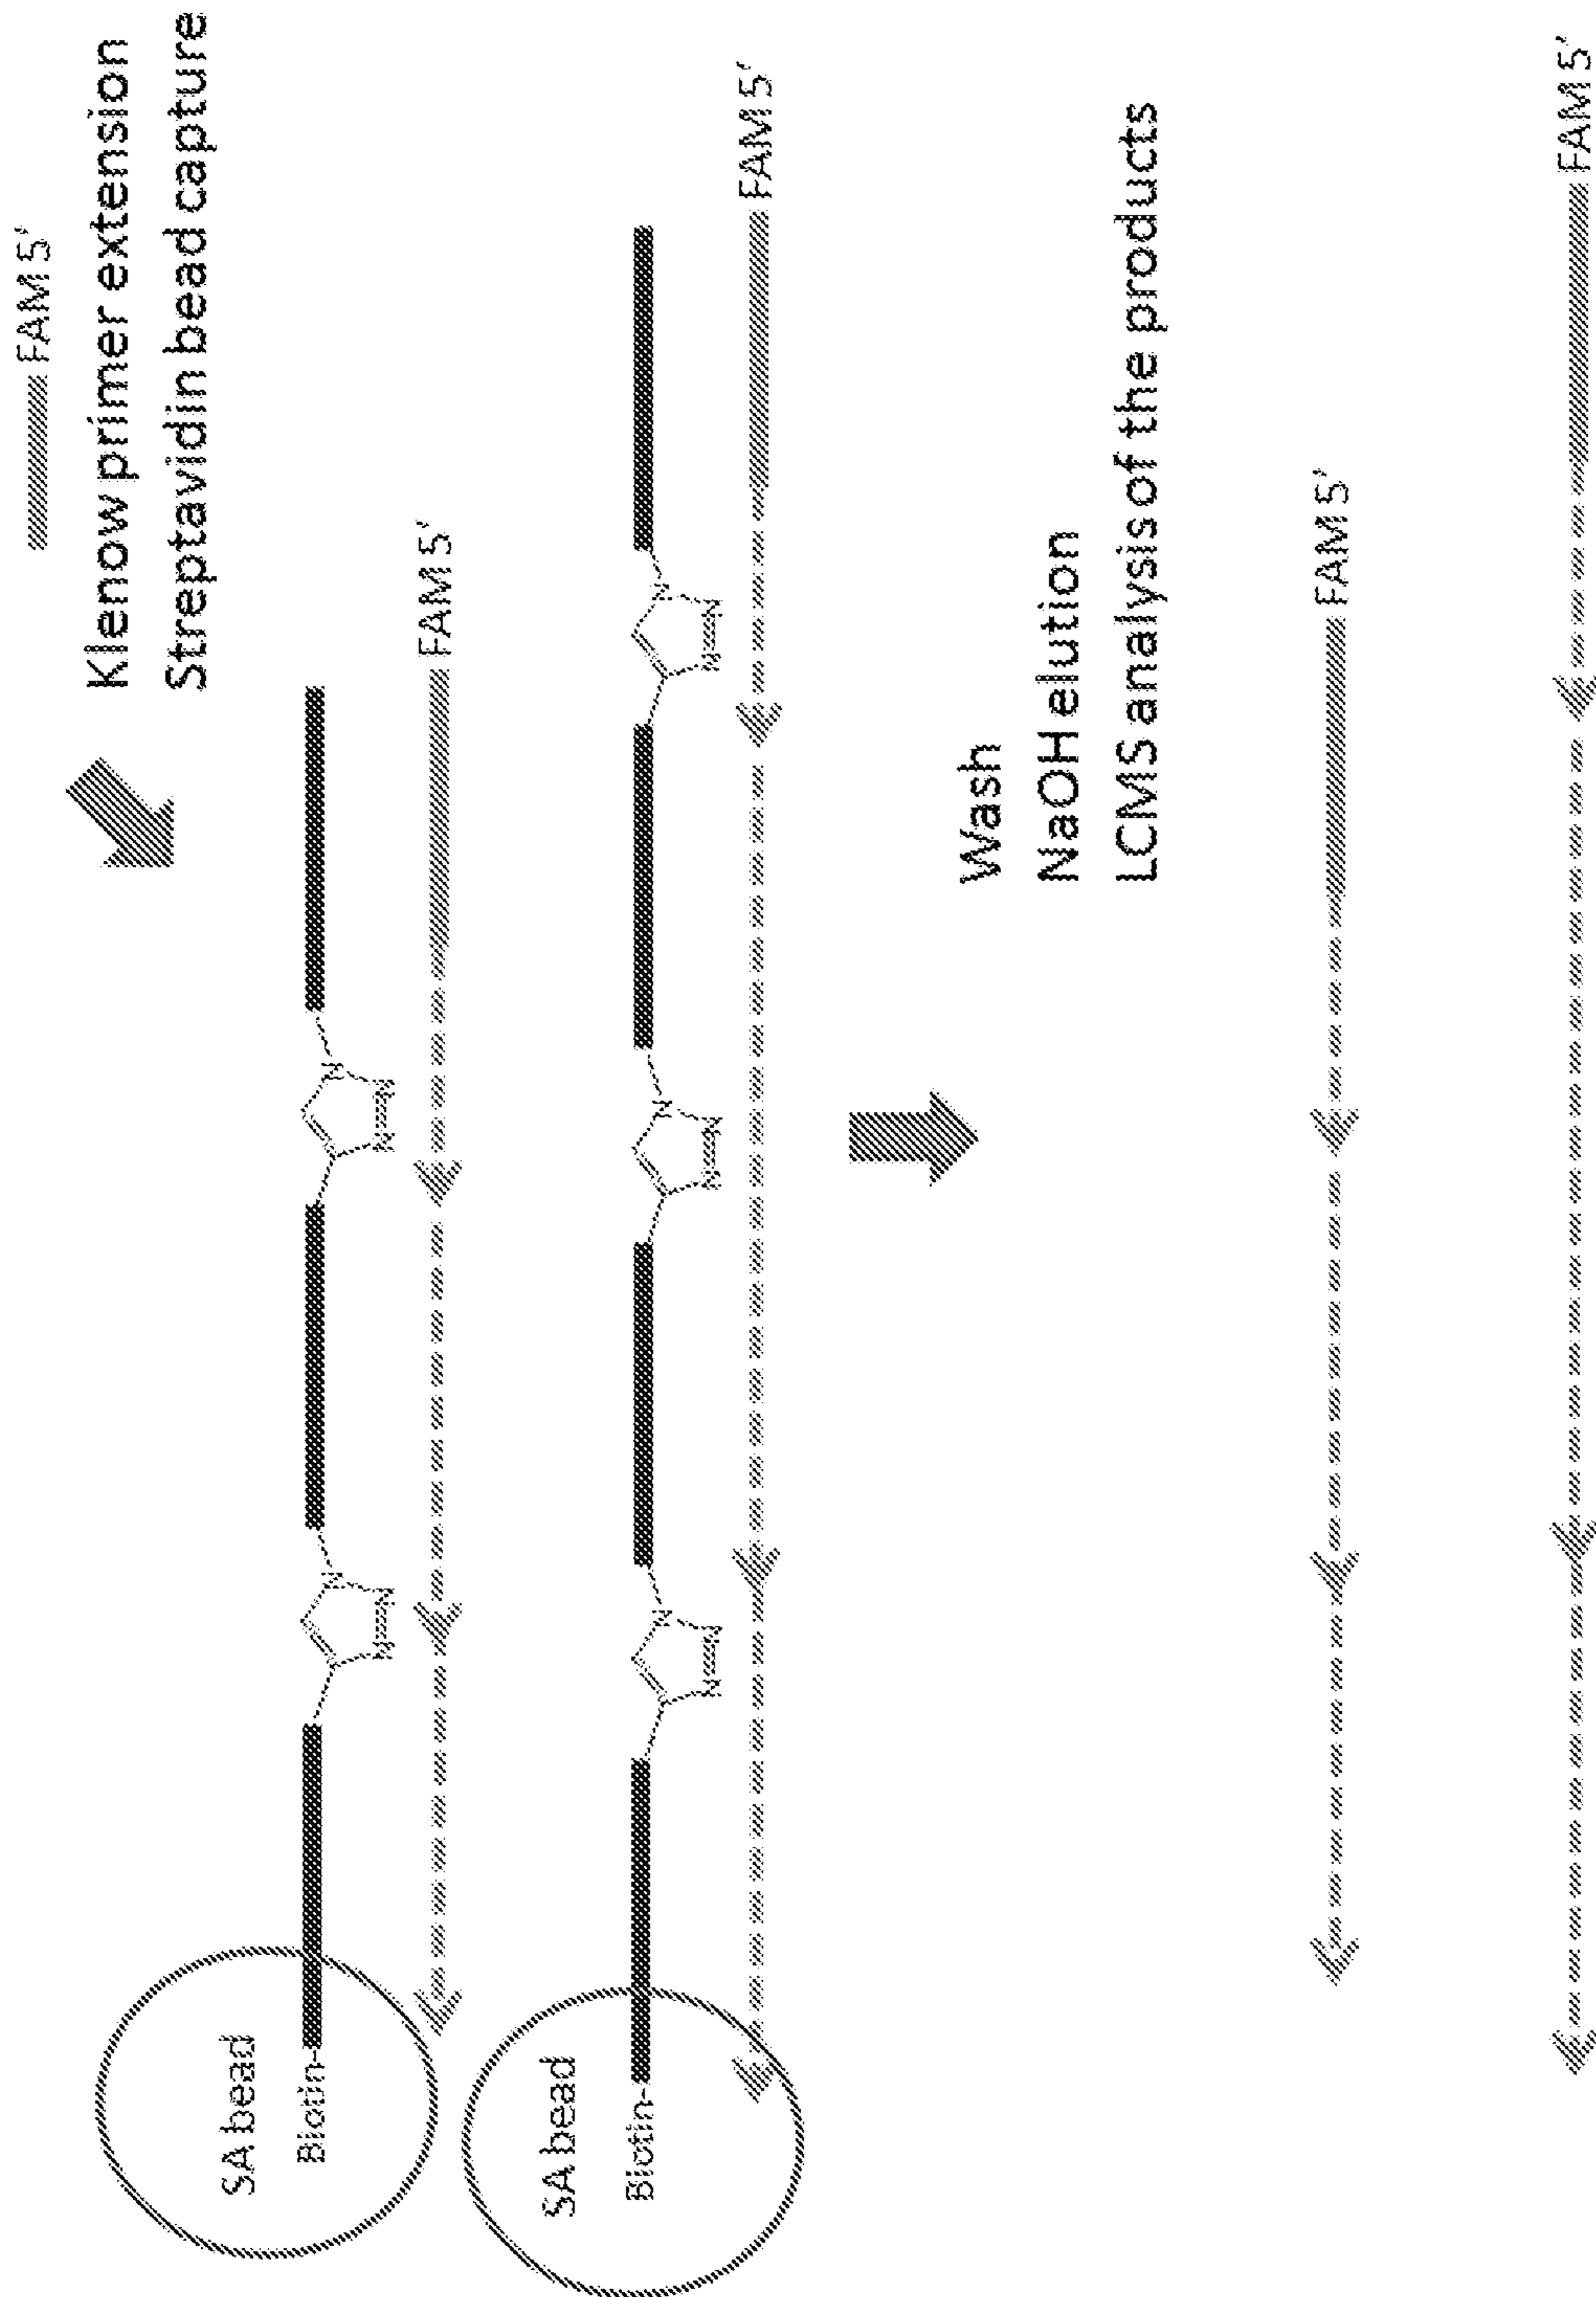 FAM 5'
Klenow primer extension
Streptavidin bead capture
SA bead
Biotin-
N
N
N
N
N
N
FAM 5'
SA bead
Biotin-
N
N
N
N
N
N
N
N
N
FAM 5'
Wash
NaOH elution
LCMS analysis of the products
FAM 5'
FAM 5'